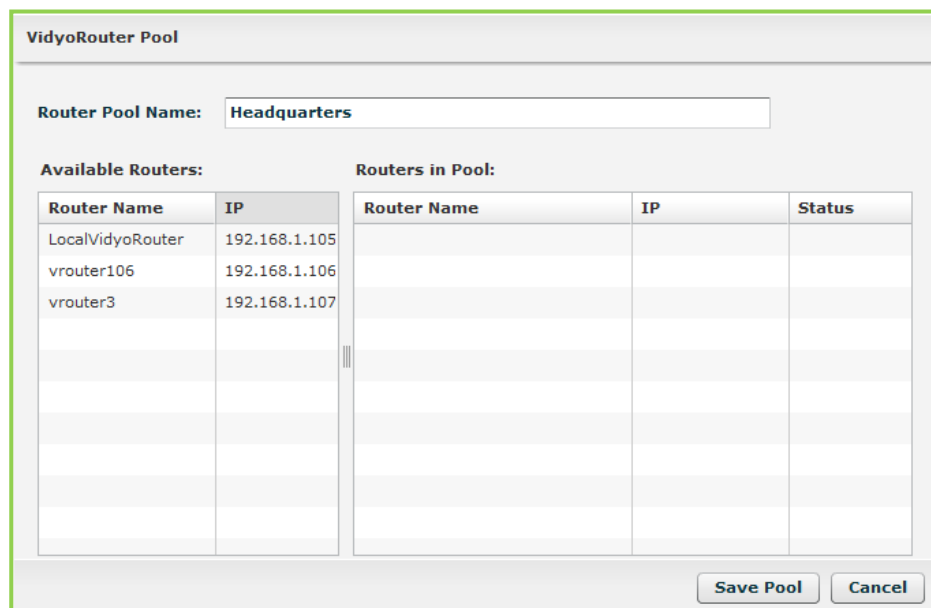 VidyoRouter Pool
Router Pool Name: Headquarters
Available Routers: Routers in Pool:
Router Name IP Router Name IP Status
LocalVidyoRouter 192.168.1.105
vrouter106 192.168.1.106
vrouter3 192.168.1.107
Save Pool Cancel